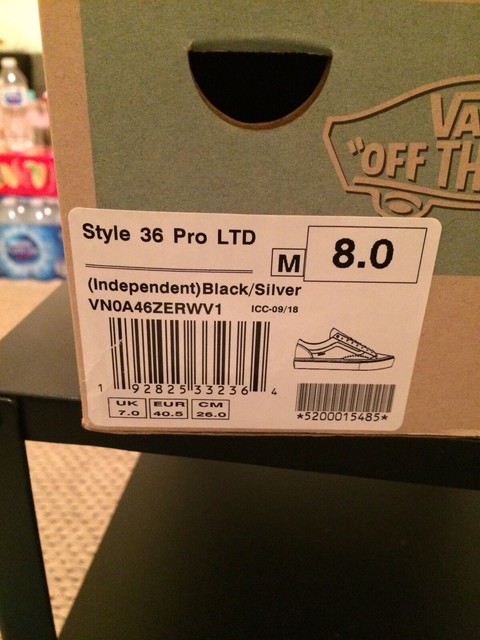 VA
"OFF TH
Style 36 Pro LTD
M 8.0
(Independent)Black/Silver
VN0A46ZERWV1 ICC-09/18
1 92825 33236 4
UK 7.0 EUR 40.5 CM 26.0
*5200015485*